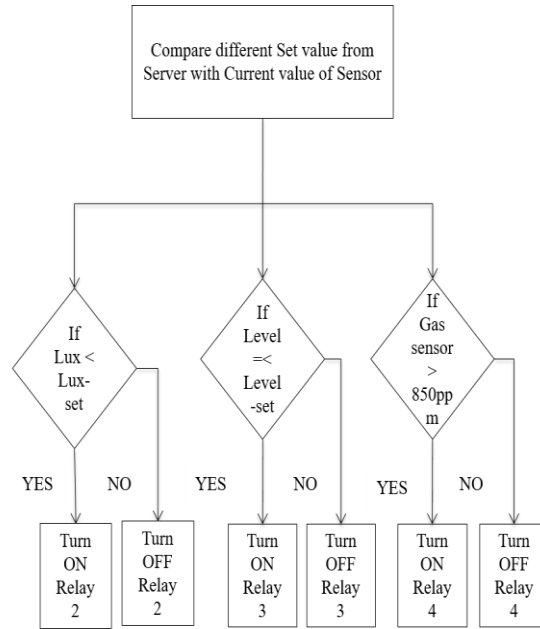 Compare different Set value from
Server with Current value of Sensor
If
Lux <
Lux-
set
If
Level
=<
Level
-set
If
Gas
sensor
>
850pp
m
YES
NO
YES
NO
YES
NO
Turn
ON
Relay
2
Turn
OFF
Relay
2
Turn
ON
Relay
3
Turn
OFF
Relay
3
Turn
ON
Relay
4
Turn
OFF
Relay
4